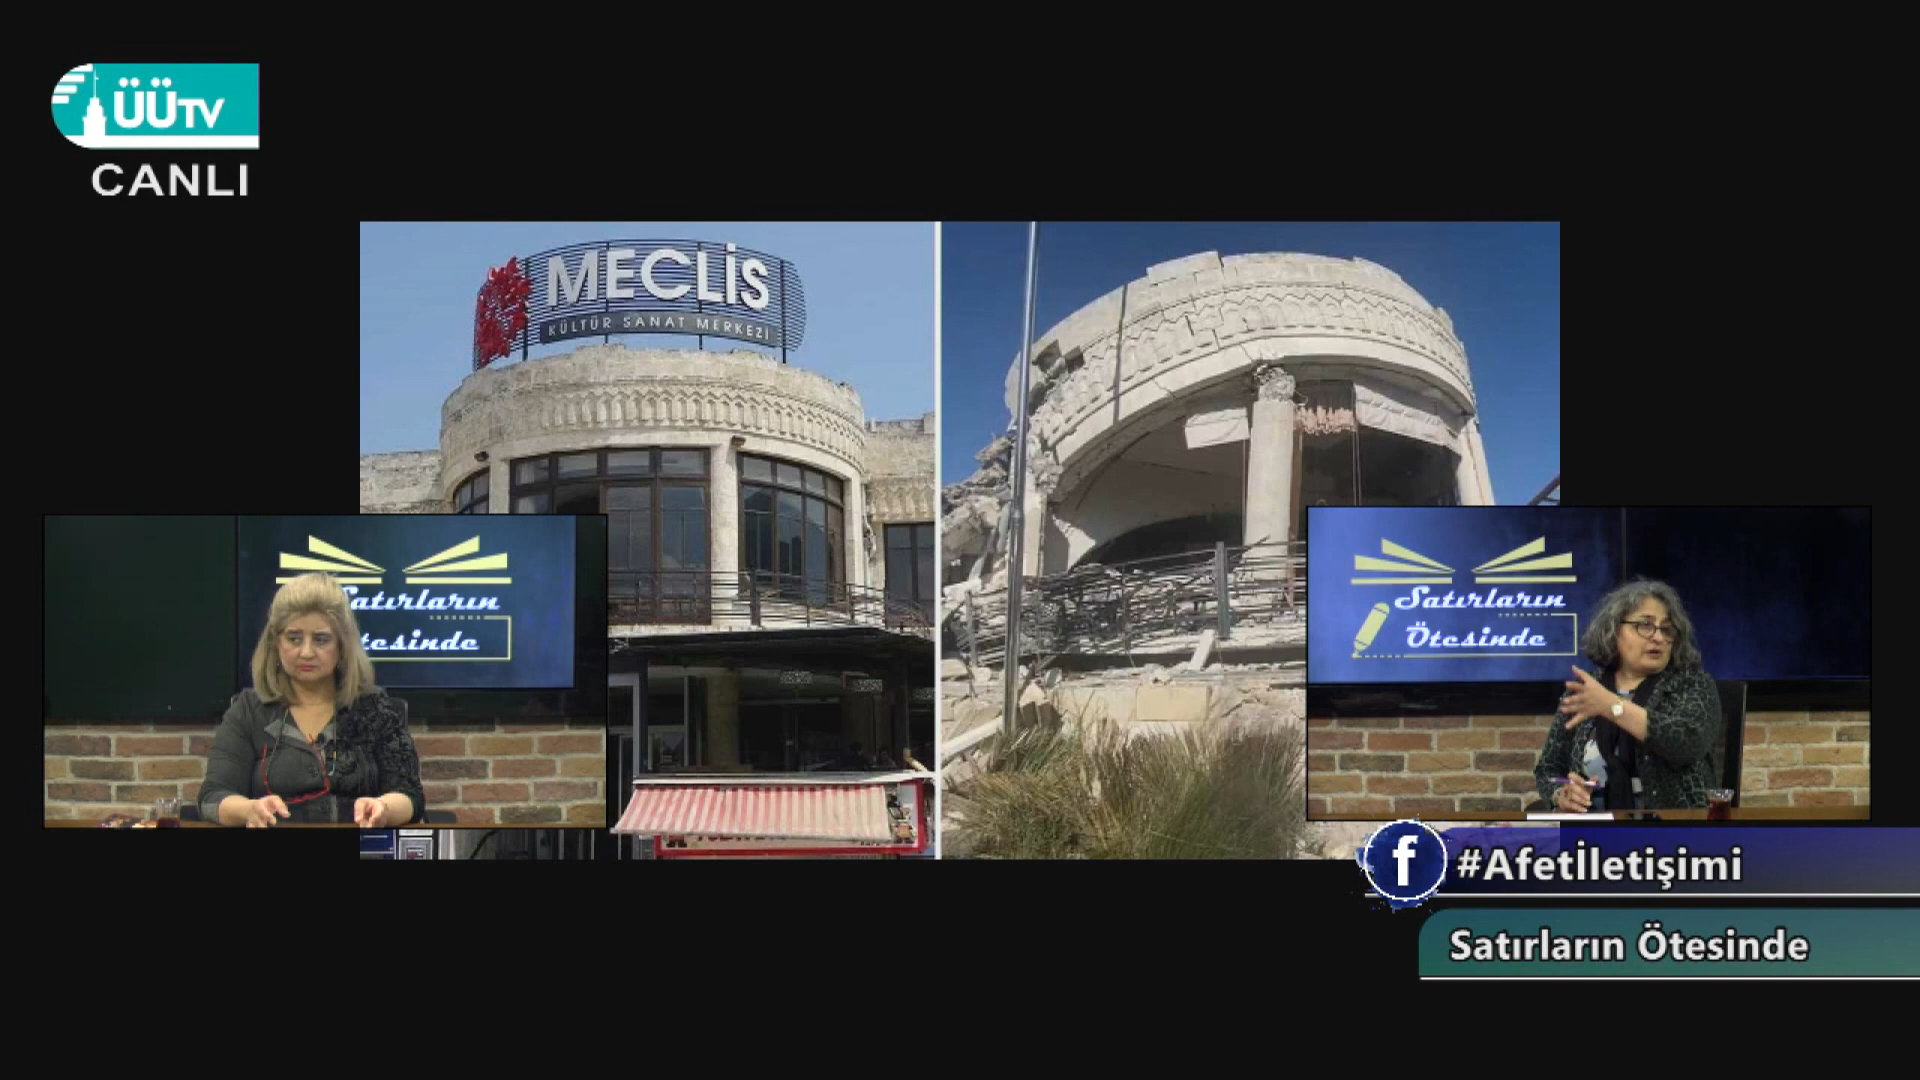 ÜÜTV
CANLI
MECLİS
KÜLTÜR SANAT MERKEZİ
Satırların
Ötesinde
Satırların
Ötesinde
f #Afetİletişimi
Satırların Ötesinde